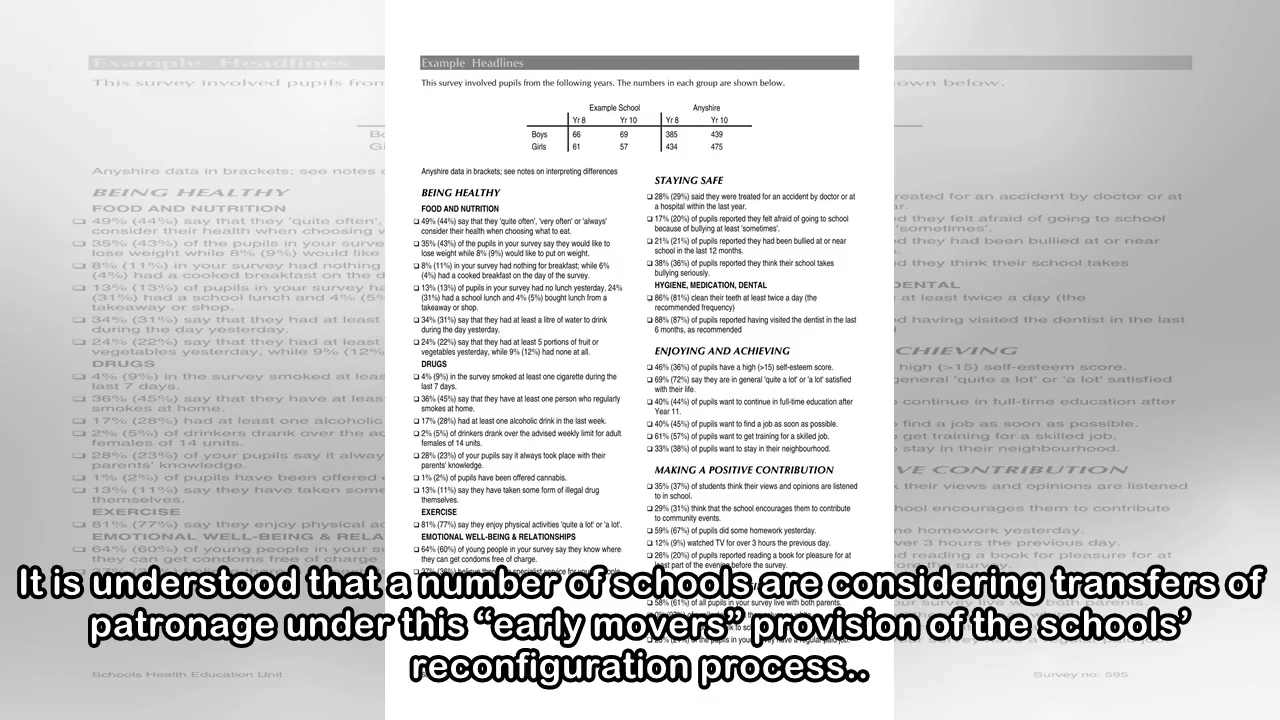 Example Headlines
This survey involved pupils from the following years. The numbers in each group are shown below.
Example School Anyshire
Yr 8 Yr 10 Yr 8 Yr 10
Boys 66 69 385 439
Girls 61 57 434 475
Anyshire data in brackets; see notes on interpreting differences
BEING HEALTHY
FOOD AND NUTRITION
49% (44%) say that they 'quite often', 'very often' or 'always'
consider their health when choosing what to eat.
35% (43%) of the pupils in your survey say they would like to
lose weight while 8% (9%) would like to put on weight.
8% (11%) in your survey had nothing for breakfast; while 6%
(4%) had a cooked breakfast on the day of the survey.
13% (13%) of pupils in your survey had no lunch yesterday, 24%
(31%) had a school lunch and 4% (5%) bought lunch from a
takeaway or shop.
34% (31%) say that they had at least a litre of water to drink
during the day yesterday.
24% (22%) say that they had at least 5 portions of fruit or
vegetables yesterday, while 9% (12%) had none at all.
DRUGS
4% (9%) in the survey smoked at least one cigarette during the
last 7 days.
36% (45%) say that they have at least one person who regularly
smokes at home.
17% (28%) had at least one alcoholic drink in the last week.
2% (5%) of drinkers drank over the advised weekly limit for adult
females of 14 units.
28% (23%) of your pupils say it always took place with their
parents' knowledge.
1% (2%) of pupils have been offered cannabis.
13% (11%) say they have taken some form of illegal drug
themselves.
EXERCISE
81% (77%) say they enjoy physical activities 'quite a lot' or 'a lot'.
EMOTIONAL WELL-BEING & RELATIONSHIPS
64% (60%) of young people in your survey say they know where
they can get condoms free of charge.
STAYING SAFE
28% (29%) said they were treated for an accident by doctor or at
a hospital within the last year.
17% (20%) of pupils reported they felt afraid of going to school
because of bullying at least 'sometimes'.
21% (21%) of pupils reported they had been bullied at or near
school in the last 12 months.
38% (36%) of pupils reported they think their school takes
bullying seriously.
HYGIENE, MEDICATION, DENTAL
86% (81%) clean their teeth at least twice a day (the
recommended frequency)
88% (87%) of pupils reported having visited the dentist in the last
6 months, as recommended
ENJOYING AND ACHIEVING
46% (36%) of pupils have a high (>15) self-esteem score.
69% (72%) say they are in general 'quite a lot' or 'a lot' satisfied
with their life.
40% (44%) of pupils want to continue in full-time education after
Year 11.
40% (45%) of pupils want to find a job as soon as possible.
61% (57%) of pupils want to get training for a skilled job.
33% (38%) of pupils want to stay in their neighbourhood.
MAKING A POSITIVE CONTRIBUTION
35% (37%) of students think their views and opinions are listened
to in school.
29% (31%) think that the school encourages them to contribute
to community events.
59% (67%) of pupils did some homework yesterday.
12% (9%) watched TV for over 3 hours the previous day.
26% (20%) of pupils reported reading a book for pleasure for at
least part of the evening before the survey.
58% (61%) of all pupils in your survey live with both parents.
It is understood that a number of schools are considering transfers of
patronage under this “early movers” provision of the schools’
reconfiguration process..
Schools Health Education Unit
Survey no: 595